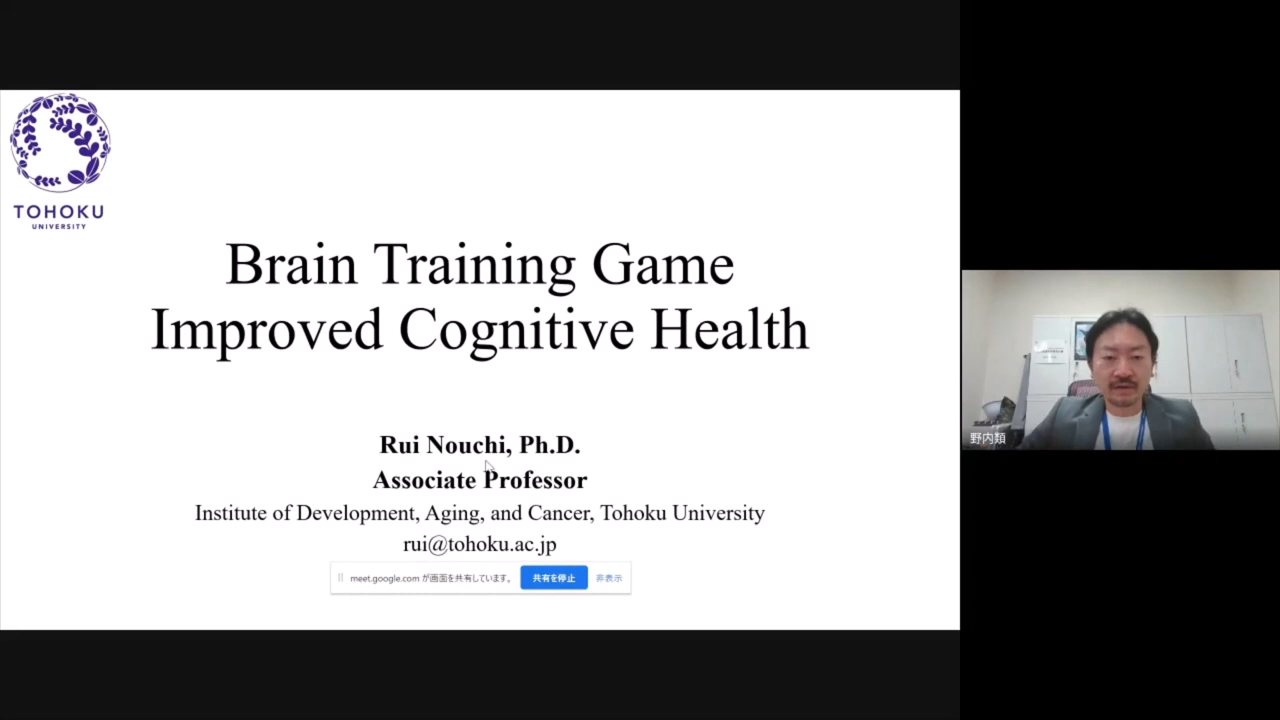 TOHOKU
UNIVERSITY
Brain Training Game
Improved Cognitive Health
Rui Nouchi, Ph.D.
Associate Professor
Institute of Development, Aging, and Cancer, Tohoku University
rui@tohoku.ac.jp
meet.google.com が画面を共有しています。 共有を停止 非表示
野内類